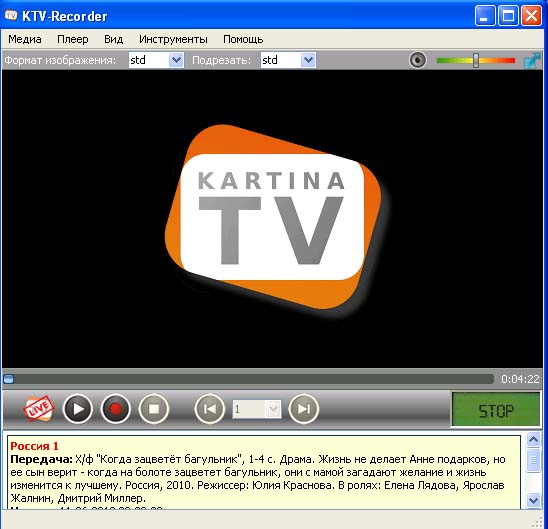 KTV-Recorder
Медиа Плеер Вид Инструменты Помощь
Формат изображения: std Подрезать: std
KARTINA
TV
0:04:22
LIVE 1 STOP
Россия 1
Передача: Х/ф "Когда зацветёт багульник", 1-4 с. Драма. Жизнь не делает Анне подарков, но
ее сын верит - когда на болоте зацветет багульник, они с мамой загадают желание и жизнь
изменится к лучшему. Россия, 2010. Режиссер: Юлия Краснова. В ролях: Елена Лядова, Ярослав
Жалнин, Дмитрий Миллер.